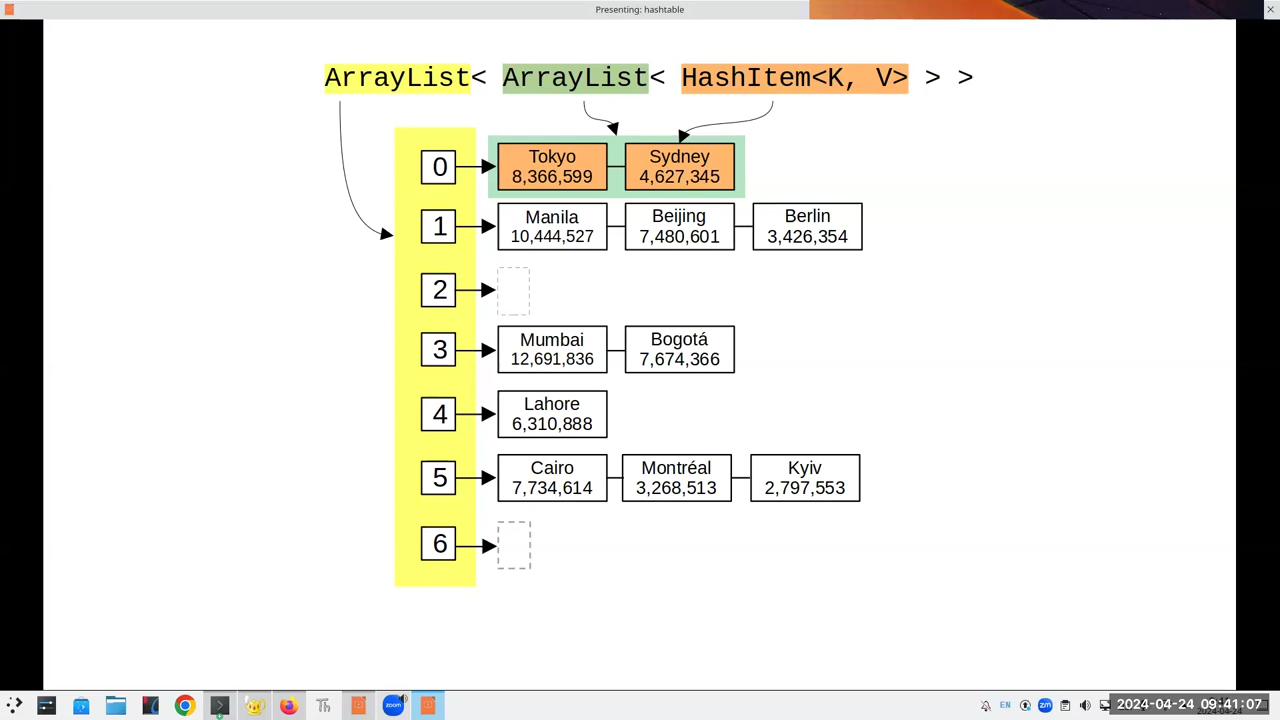 Presenting: hashtable
ArrayList< ArrayList< HashItem<K, V> > >
0
Tokyo
8,366,599
Sydney
4,627,345
1
Manila
10,444,527
Beijing
7,480,601
Berlin
3,426,354
2
3
Mumbai
12,691,836
Bogotá
7,674,366
4
Lahore
6,310,888
5
Cairo
7,734,614
Montréal
3,268,513
Kyiv
2,797,553
6
Th
zoom
EN
zm
2024-04-24 09:41:07